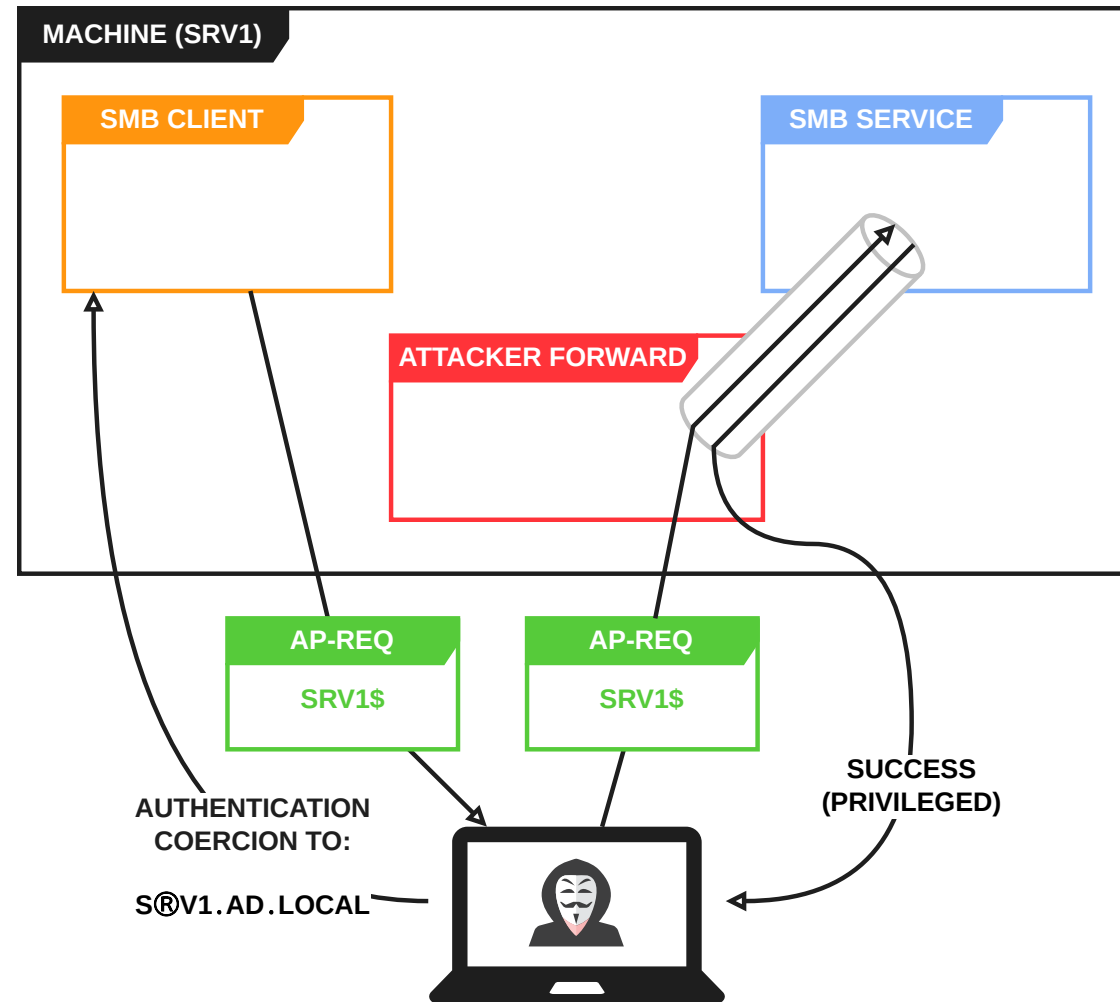 MACHINE (SRV1)
SMB CLIENT
SMB SERVICE
ATTACKER FORWARD
AP-REQ
SRV1$
AP-REQ
SRV1$
AUTHENTICATION
COERCION TO:
SⓇV1.AD.LOCAL
SUCCESS
(PRIVILEGED)